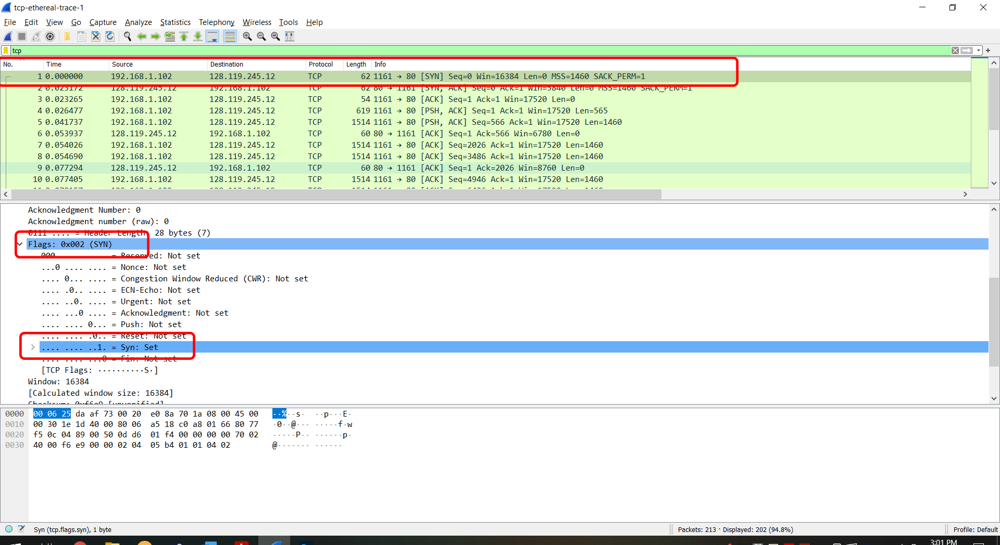 tcp-ethereal-trace-1
File Edit View Go Capture Analyze Statistics Telephony Wireless Tools Help
tcp
No. Time Source Destination Protocol Length Info
1 0.000000 192.168.1.102 128.119.245.12 TCP 62 1161 → 80 [SYN] Seq=0 Win=16384 Len=0 MSS=1460 SACK_PERM=1
2 0.023172 128.119.245.12 192.168.1.102 TCP 62 80 → 1161 [SYN, ACK] Seq=0 Ack=1 Win=5840 Len=0 MSS=1460 SACK_PERM=1
3 0.023265 192.168.1.102 128.119.245.12 TCP 54 1161 → 80 [ACK] Seq=1 Ack=1 Win=17520 Len=0
4 0.026477 192.168.1.102 128.119.245.12 TCP 619 1161 → 80 [PSH, ACK] Seq=1 Ack=1 Win=17520 Len=565
5 0.041737 192.168.1.102 128.119.245.12 TCP 1514 1161 → 80 [PSH, ACK] Seq=566 Ack=1 Win=17520 Len=1460
6 0.053937 128.119.245.12 192.168.1.102 TCP 60 80 → 1161 [ACK] Seq=1 Ack=566 Win=6780 Len=0
7 0.054026 192.168.1.102 128.119.245.12 TCP 1514 1161 → 80 [ACK] Seq=2026 Ack=1 Win=17520 Len=1460
8 0.054690 192.168.1.102 128.119.245.12 TCP 1514 1161 → 80 [ACK] Seq=3486 Ack=1 Win=17520 Len=1460
9 0.077294 128.119.245.12 192.168.1.102 TCP 60 80 → 1161 [ACK] Seq=1 Ack=2026 Win=8760 Len=0
10 0.077405 192.168.1.102 128.119.245.12 TCP 1514 1161 → 80 [ACK] Seq=4946 Ack=1 Win=17520 Len=1460
Acknowledgment Number: 0
Acknowledgment number (raw): 0
0111 .... = Header Length: 28 bytes (7)
Flags: 0x002 (SYN)
000. .... .... = Reserved: Not set
...0 .... .... = Nonce: Not set
.... 0... .... = Congestion Window Reduced (CWR): Not set
.... .0.. .... = ECN-Echo: Not set
.... ..0. .... = Urgent: Not set
.... ...0 .... = Acknowledgment: Not set
.... .... 0... = Push: Not set
.... .... .0.. = Reset: Not set
.... .... ..1. = Syn: Set
.... .... ...0 = Fin: Not set
[TCP Flags: ··········S·]
Window: 16384
[Calculated window size: 16384]
Checksum: 0xf6e9 [unverified]
0000 00 06 25 da af 73 00 20 e0 8a 70 1a 08 00 45 00 ··%··s· ··p···E·
0010 00 30 1e 1d 40 00 80 06 a5 18 c0 a8 01 66 80 77 ·0··@··· ·····f·w
0020 f5 0c 04 89 00 50 0d d6 01 f4 00 00 00 00 70 02 ·····P·· ······p·
0030 40 00 f6 e9 00 00 02 04 05 b4 01 01 04 02 @······· ······
Syn (tcp.flags.syn), 1 byte
Packets: 213 · Displayed: 202 (94.8%)
Profile: Default
3:01 PM